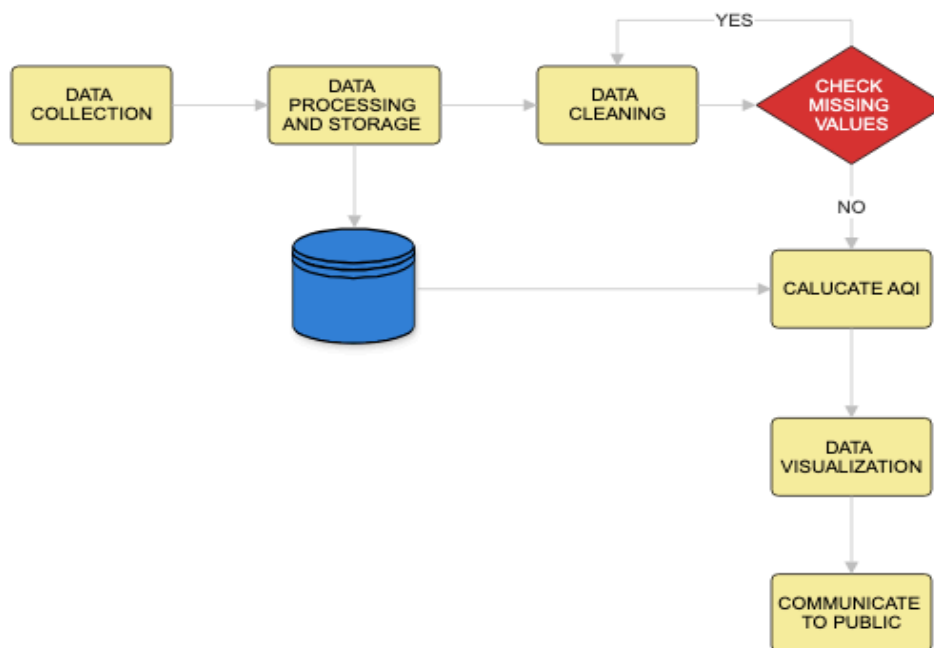 YES
DATA
COLLECTION
DATA
PROCESSING
AND STORAGE
DATA
CLEANING
CHECK
MISSING
VALUES
NO
CALUCATE AQI
DATA
VISUALIZATION
COMMUNICATE
TO PUBLIC